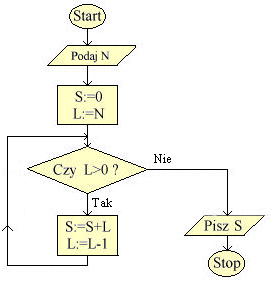 Start
Podaj N
S:=0
L:=N
Czy L>0 ?
Nie
Tak
S:=S+L
L:=L-1
Pisz S
Stop